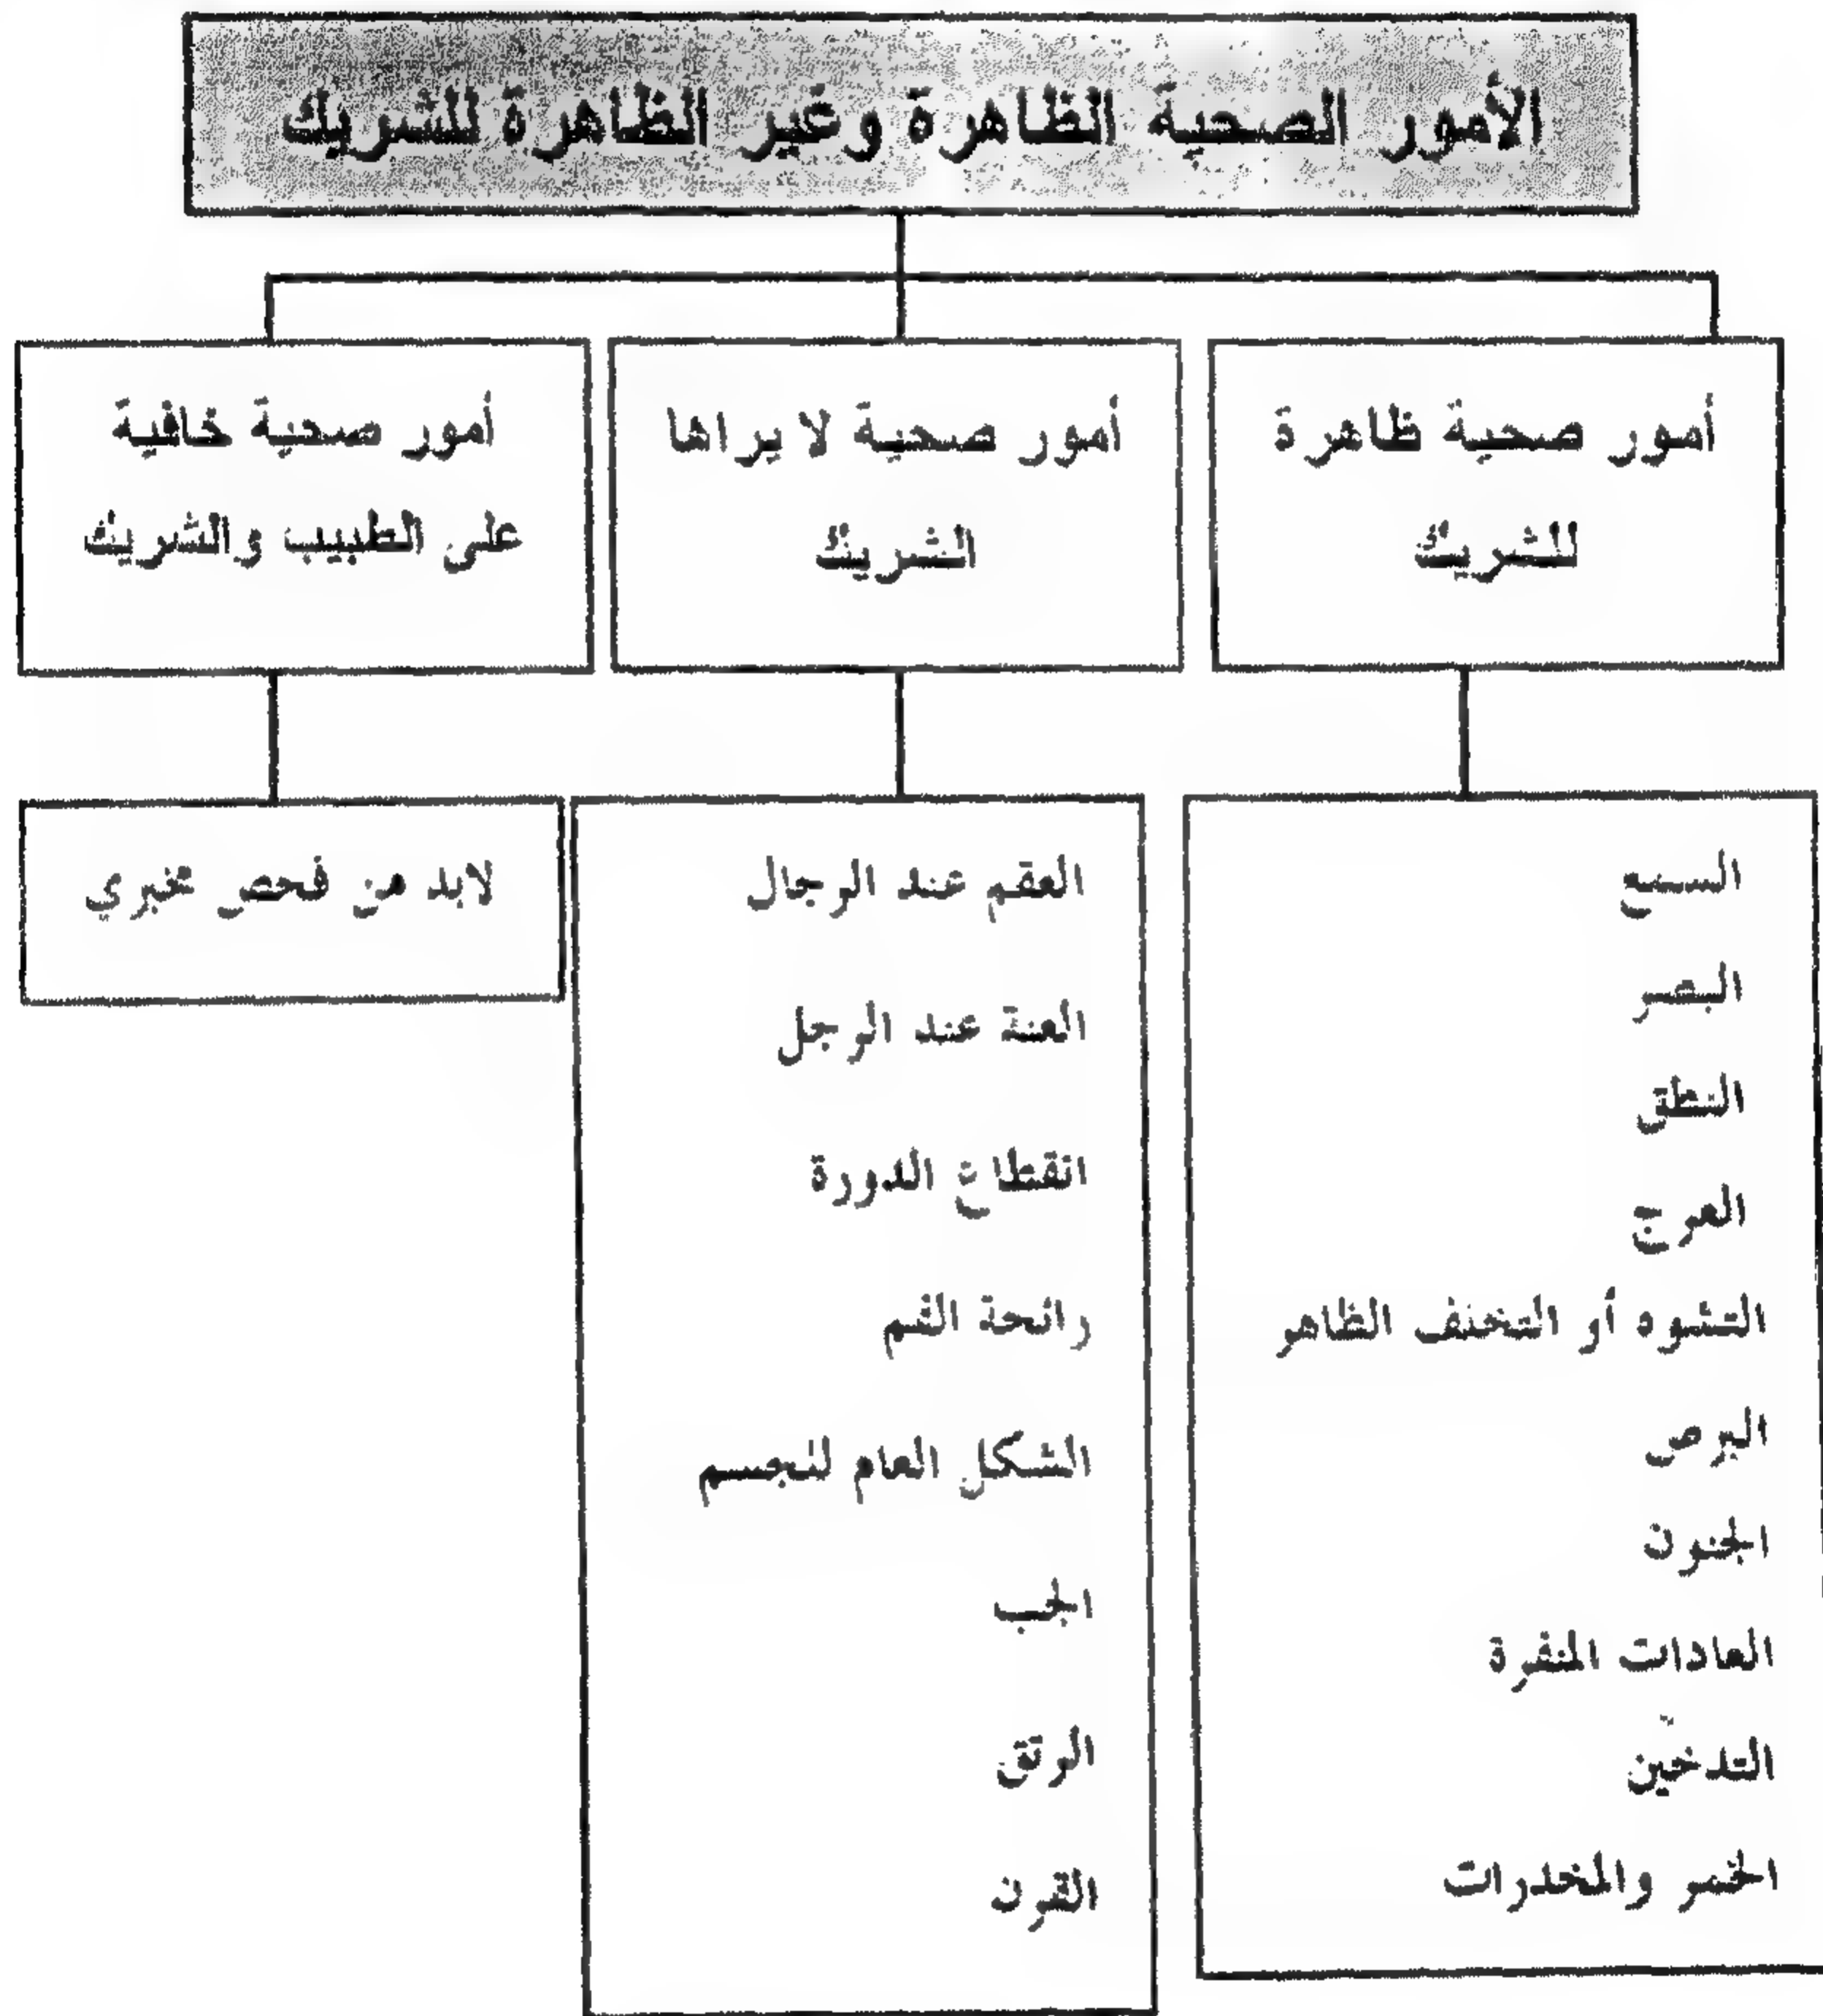 الأمور الصحية الظاهرة وغير الظاهرة للشريك
أمور صحية ظاهرة
للشريك
أمور صحية لا يراها
الشريك
أمور صحية خافية
على الطبيب والشريك
السمع
البصر
النطق
العرج
التشوه أو التخلف الظاهر
البرص
الجنون
العادات المنفرة
التدخين
الخمر والمخدرات
العقم عند الرجال
العنة عند الرجل
انقطاع الدورة
رائحة الفم
الشكل العام للجسم
الجب
الرتق
القرن
لابد من فحص مخبري